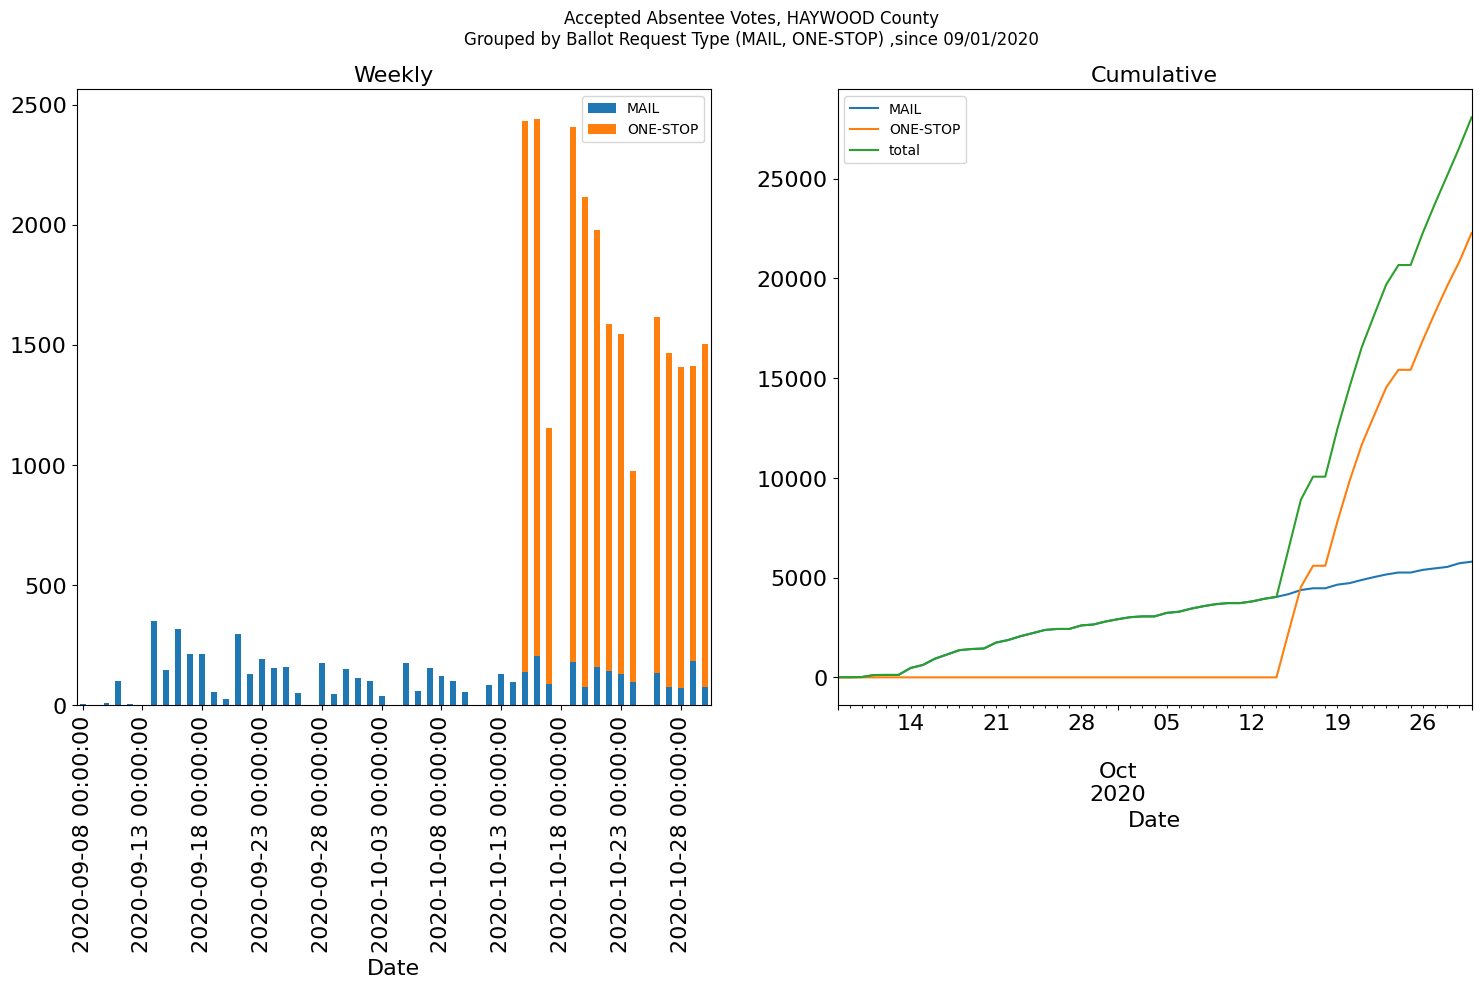 Accepted Absentee Votes, HAYWOOD County
Grouped by Ballot Request Type (MAIL, ONE-STOP) ,since 09/01/2020
Weekly
2500
2000
1500
1000
500
0
MAIL
ONE-STOP
2020-09-08 00:00:00
2020-09-13 00:00:00
2020-09-18 00:00:00
2020-09-23 00:00:00
2020-09-28 00:00:00
2020-10-03 00:00:00
2020-10-08 00:00:00
2020-10-13 00:00:00
2020-10-18 00:00:00
2020-10-23 00:00:00
2020-10-28 00:00:00
Date
Cumulative
MAIL
ONE-STOP
total
25000
20000
15000
10000
5000
0
14 21 28 05 12 19 26
Oct
2020
Date